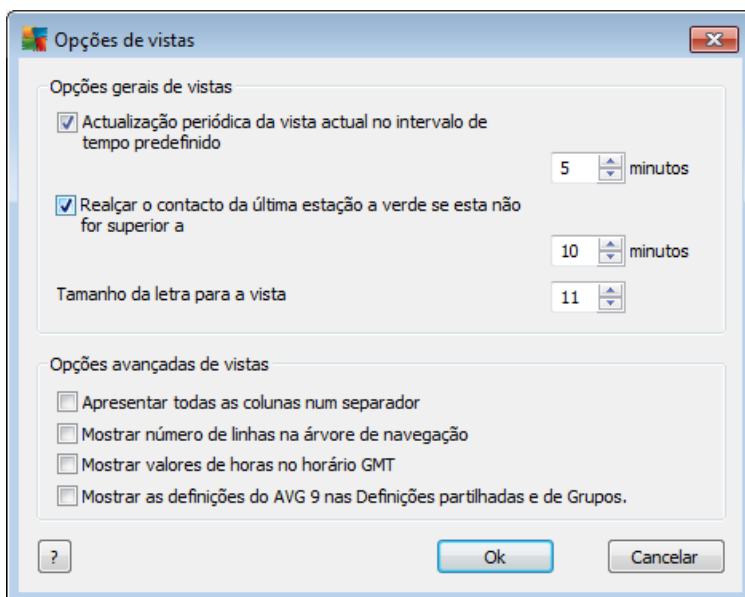 Opções de vistas
Opções gerais de vistas
Actualização periódica da vista actual no intervalo de
tempo predefinido
5 minutos
Realçar o contacto da última estação a verde se esta não
for superior a
10 minutos
Tamanho da letra para a vista 11
Opções avançadas de vistas
Apresentar todas as colunas num separador
Mostrar número de linhas na árvore de navegação
Mostrar valores de horas no horário GMT
Mostrar as definições do AVG 9 nas Definições partilhadas e de Grupos.
? Ok Cancelar